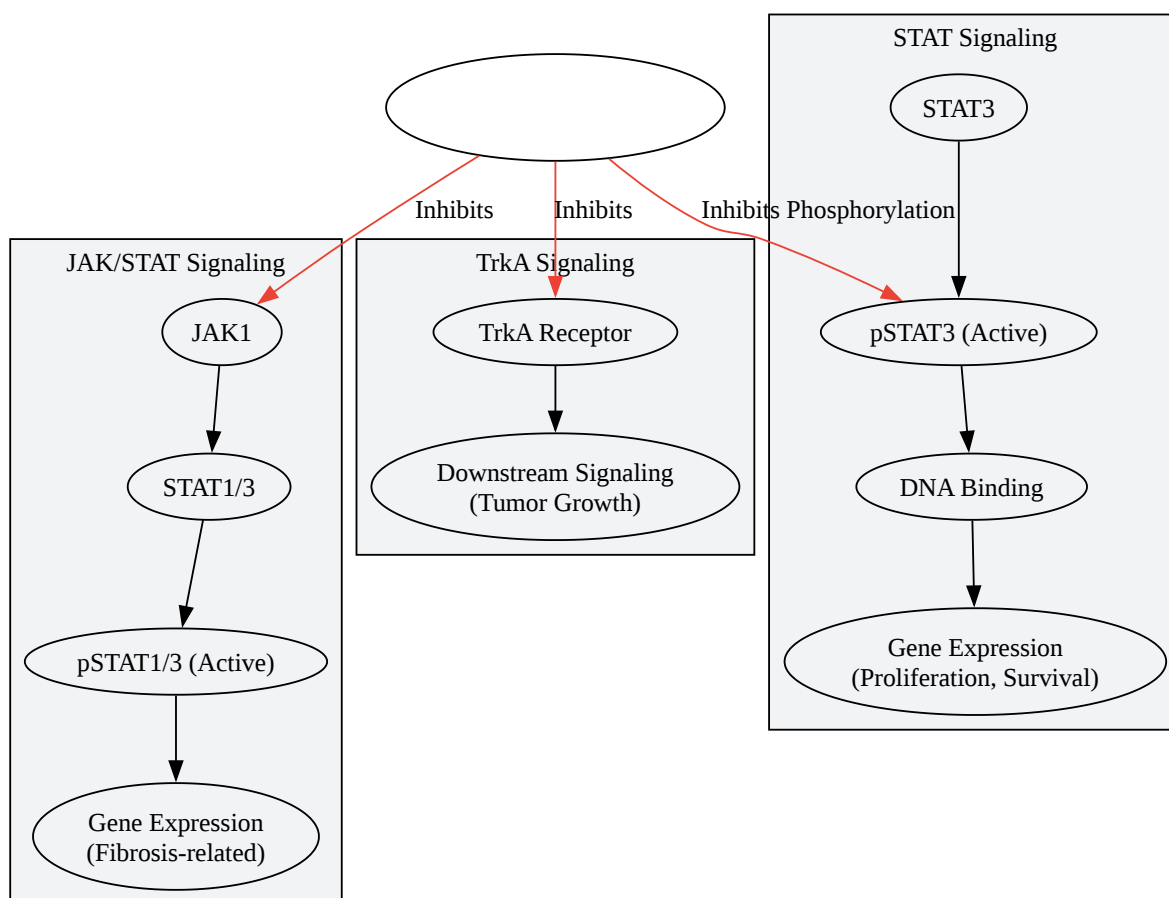 STAT Signaling
STAT3
Inhibits
Inhibits
Inhibits Phosphorylation
JAK/STAT Signaling
TrkA Signaling
JAK1
TrkA Receptor
pSTAT3 (Active)
STAT1/3
Downstream Signaling
(Tumor Growth)
DNA Binding
pSTAT1/3 (Active)
Gene Expression
(Proliferation, Survival)
Gene Expression
(Fibrosis-related)